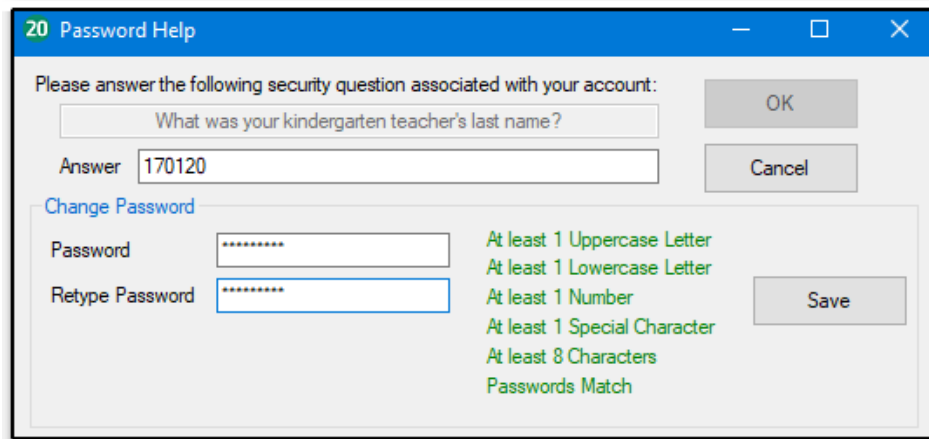 20 Password Help
Please answer the following security question associated with your account:
OK
What was your kindergarten teacher's last name?
Answer 170120
Cancel
Change Password
Password *********
Retype Password *********
At least 1 Uppercase Letter
At least 1 Lowercase Letter
At least 1 Number
At least 1 Special Character
At least 8 Characters
Passwords Match
Save